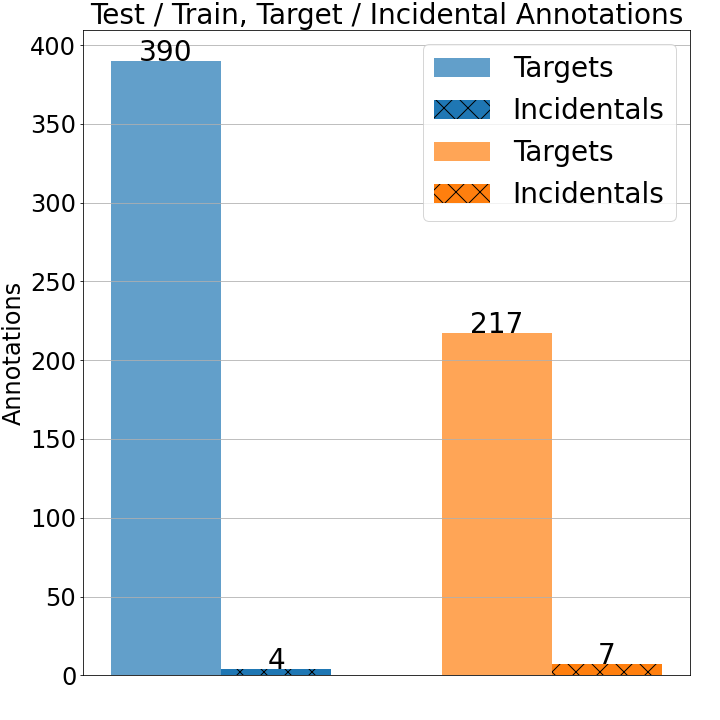 Test / Train, Target / Incidental Annotations
Annotations
400
350
300
250
200
150
100
50
0
390
4
217
7
Targets
Incidentals
Targets
Incidentals